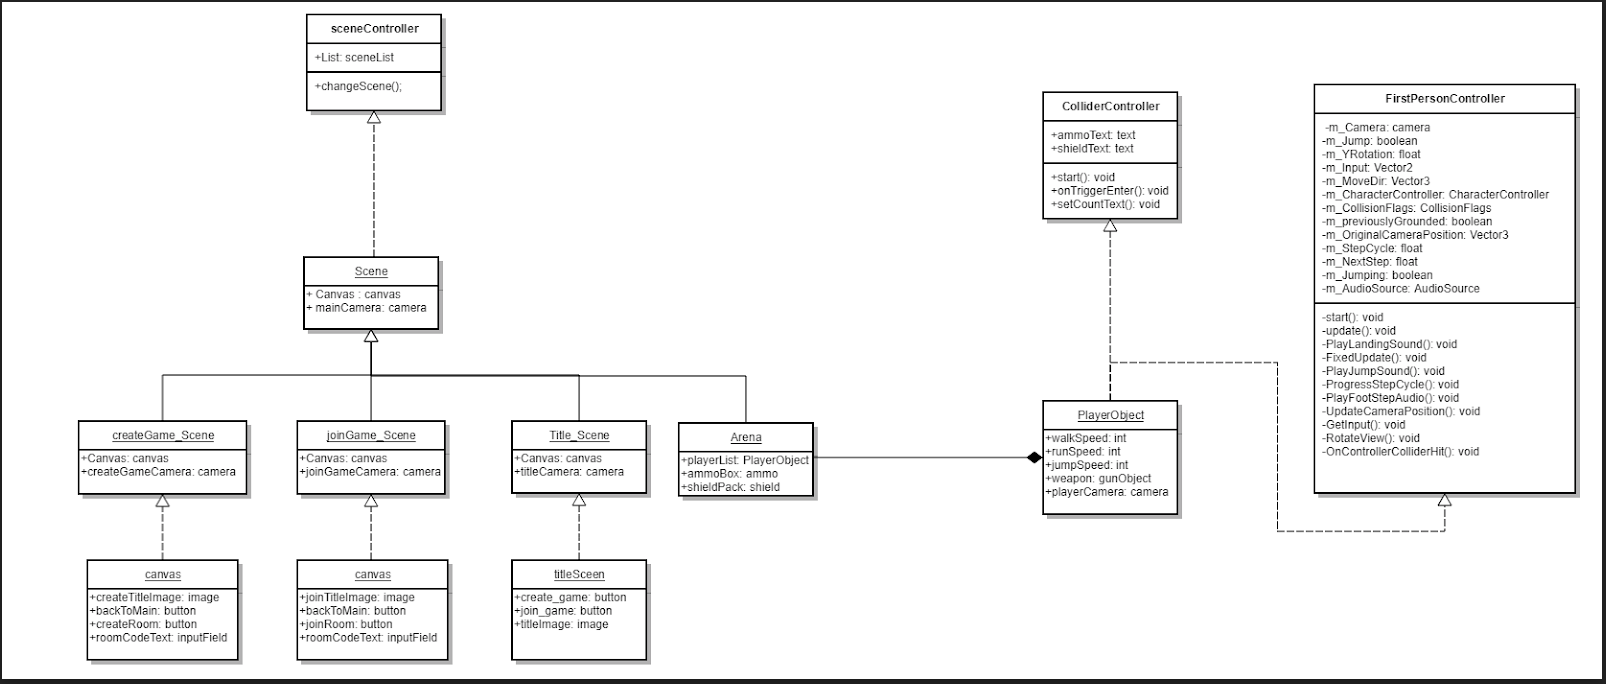 sceneController
+List: sceneList
+changeScene();
ColliderController
+ammoText: text
+shieldText: text
+start(): void
+onTriggerEnter(): void
+setCountText(): void
FirstPersonController
-m_Camera: camera
-m_Jump: boolean
-m_YRotation: float
-m_Input: Vector2
-m_MoveDir: Vector3
-m_CharacterController: CharacterController
-m_CollisionFlags: CollisionFlags
-m_previouslyGrounded: boolean
-m_OriginalCameraPosition: Vector3
-m_StepCycle: float
-m_NextStep: float
-m_Jumping: boolean
-m_AudioSource: AudioSource
-start(): void
-update(): void
-PlayLandingSound(): void
-FixedUpdate(): void
-PlayJumpSound(): void
-ProgressStepCycle(): void
-PlayFootStepAudio(): void
-UpdateCameraPosition(): void
-GetInput(): void
-RotateView(): void
-OnControllerColliderHit(): void
Scene
+ Canvas : canvas
+ mainCamera: camera
createGame_Scene
+Canvas: canvas
+createGameCamera: camera
joinGame_Scene
+Canvas: canvas
+joinGameCamera: camera
Title_Scene
+Canvas: canvas
+titleCamera: camera
Arena
+playerList: PlayerObject
+ammoBox: ammo
+shieldPack: shield
PlayerObject
+walkSpeed: int
+runSpeed: int
+jumpSpeed: int
+weapon: gunObject
+playerCamera: camera
canvas
+createTitleImage: image
+backToMain: button
+createRoom: button
+roomCodeText: inputField
canvas
+joinTitleImage: image
+backToMain: button
+joinRoom: button
+roomCodeText: inputField
titleSceen
+create_game: button
+join_game: button
+titleImage: image